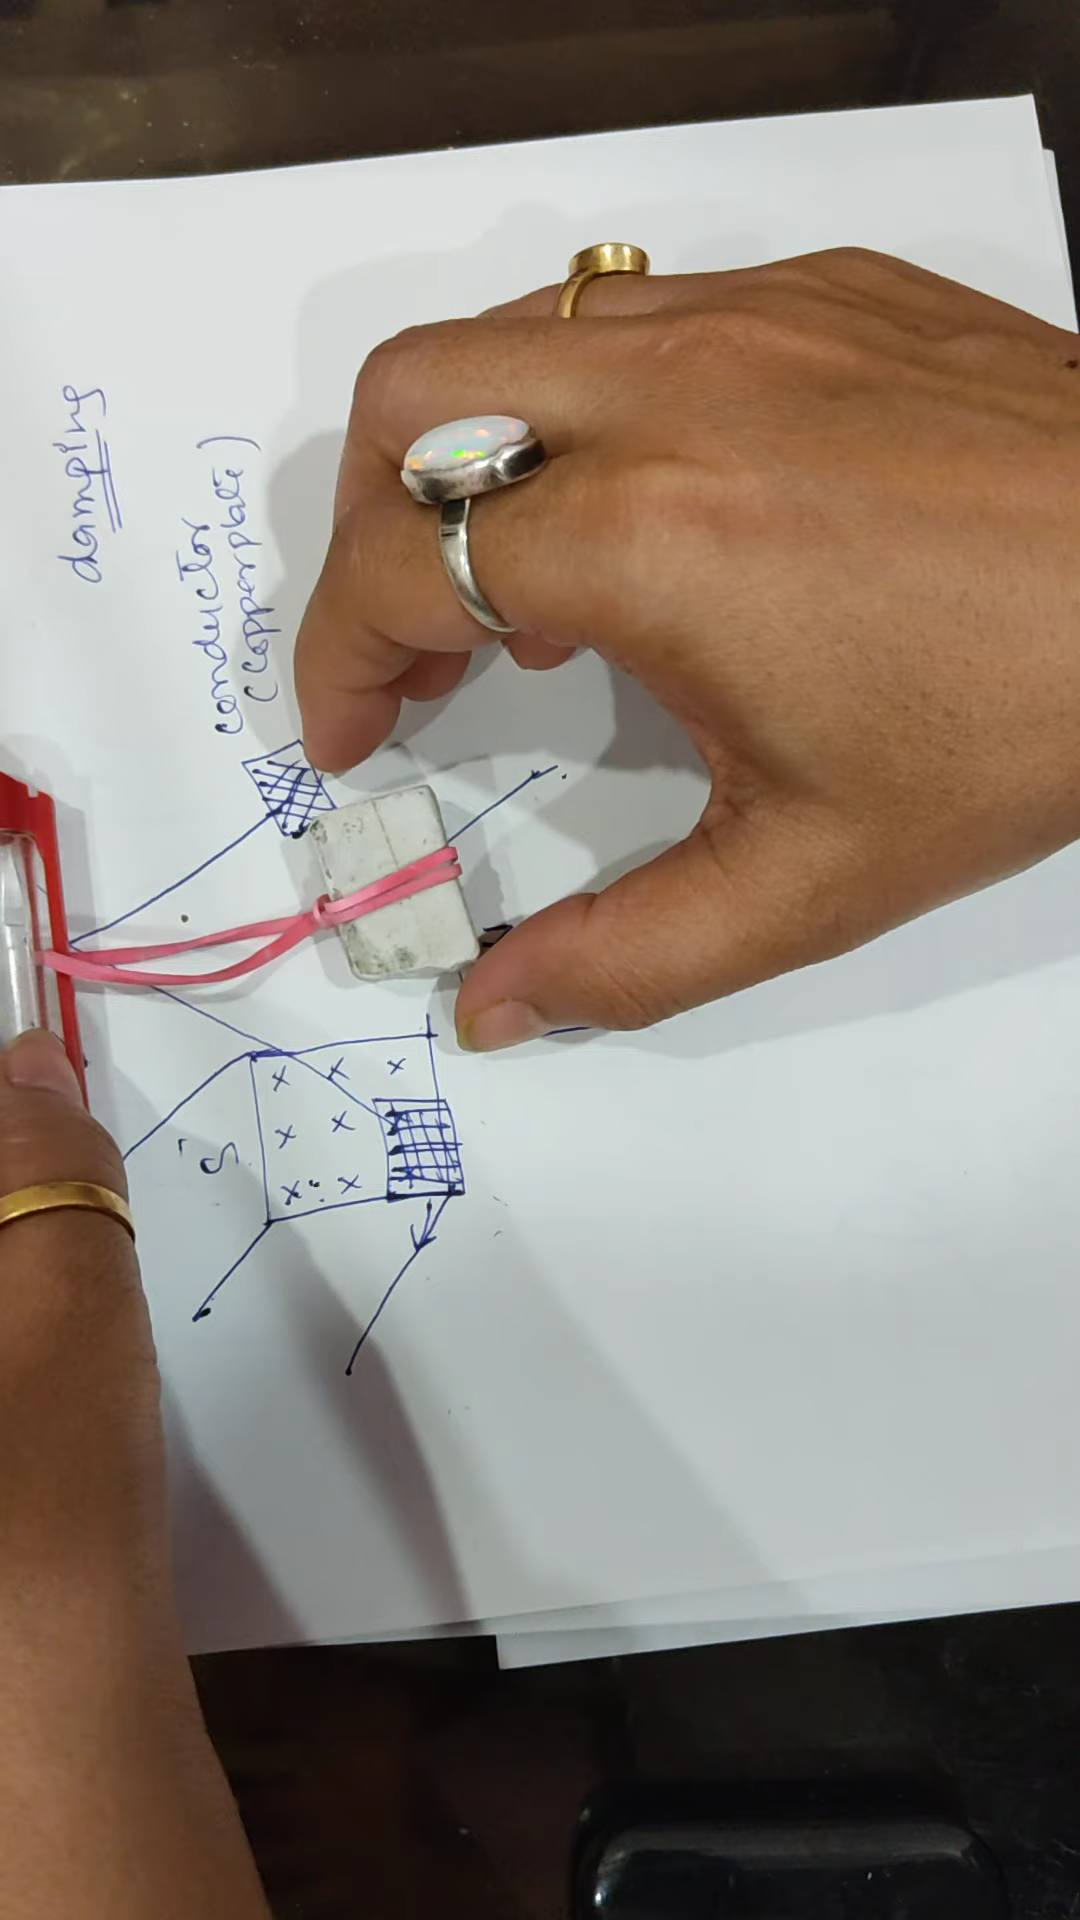 damping
conductor
(Copperplate)
S
x x x
x x
x x